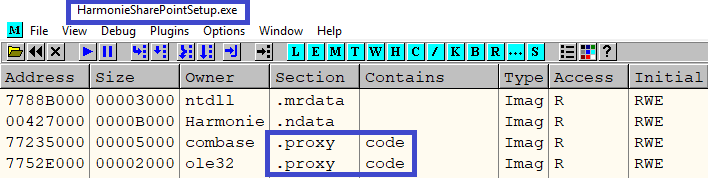 HarmonieSharePointSetup.exe
M File View Debug Plugins Options Window Help
L E M T W H C / K B R ... S ?
Address Size Owner Section Contains Type Access Initial
7788B000 00003000 ntdll .mrdata Imag R RWE
00427000 0000B000 Harmonie .ndata Imag R RWE
77235000 00005000 combase .proxy code Imag R RWE
7752E000 00002000 ole32 .proxy code Imag R RWE